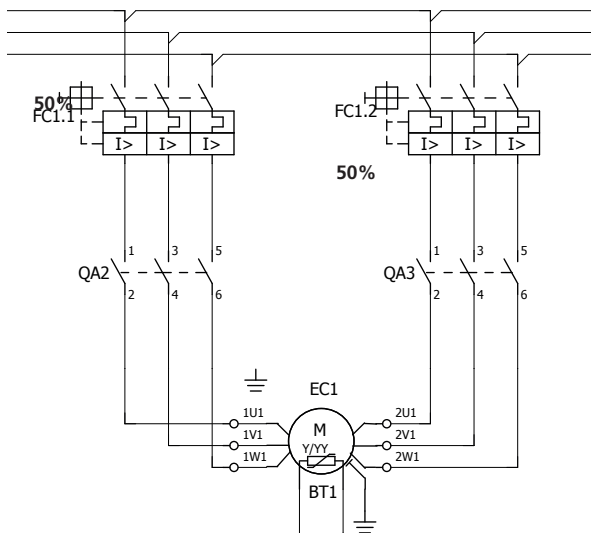 50%
FC1.1
FC1.2
I> I> I>
I> I> I>
50%
1 3 5
1 3 5
QA2
QA3
2 4 6
2 4 6
EC1
1U1
2U1
M
1V1
2V1
Y/YY
1W1
2W1
BT1